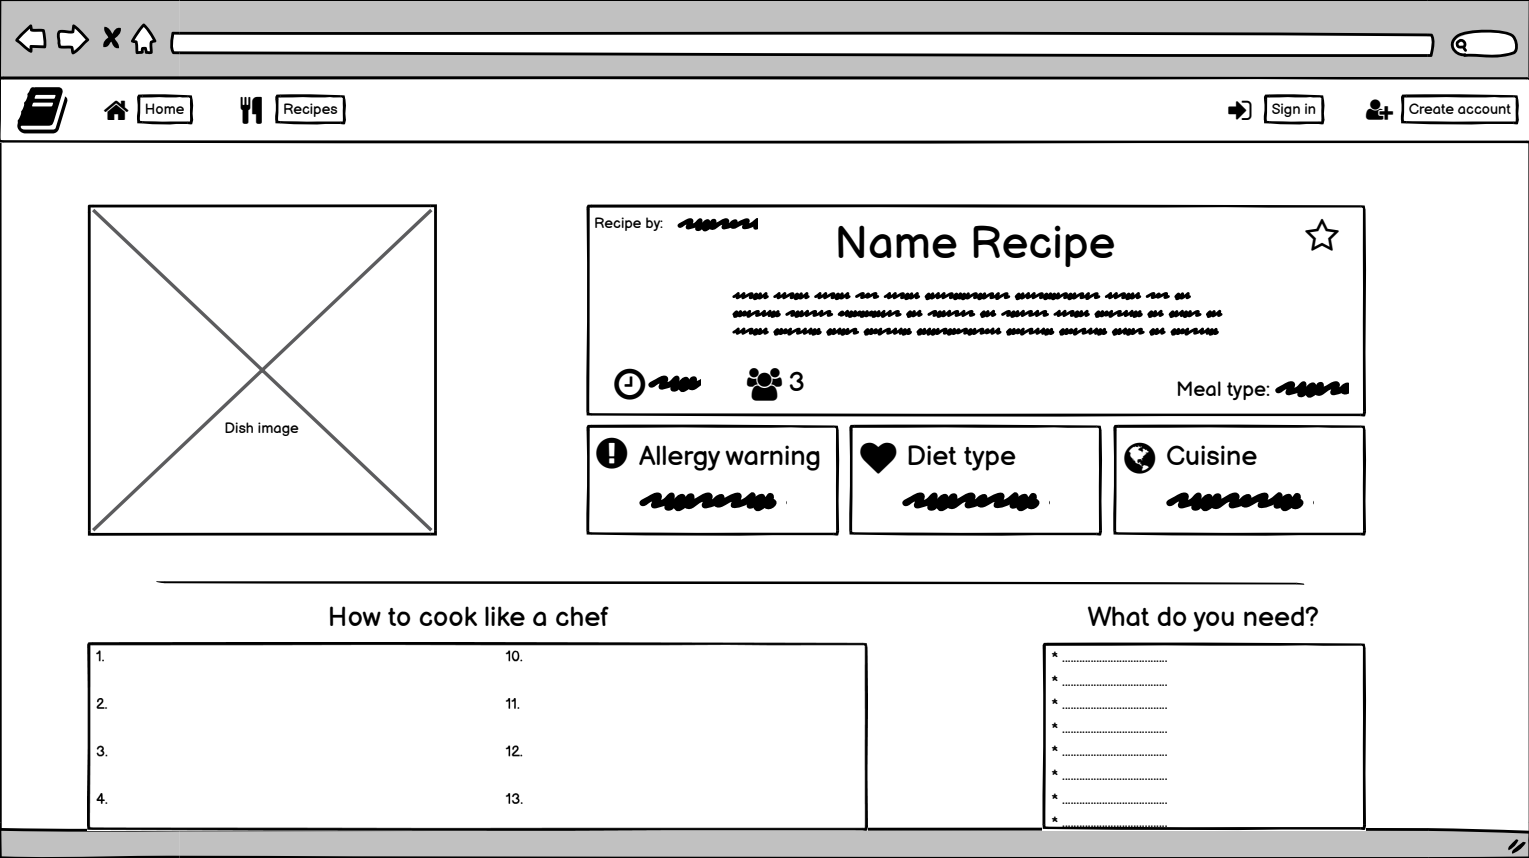 Home
Recipes
Sign in
Create account
Recipe by:
Name Recipe
3
Meal type:
Dish image
Allergy warning
Diet type
Cuisine
How to cook like a chef
1.
2.
3.
4.
10.
11.
12.
13.
What do you need?
* ....................................
* ....................................
* ....................................
* ....................................
* ....................................
* ....................................
* ....................................
* ....................................